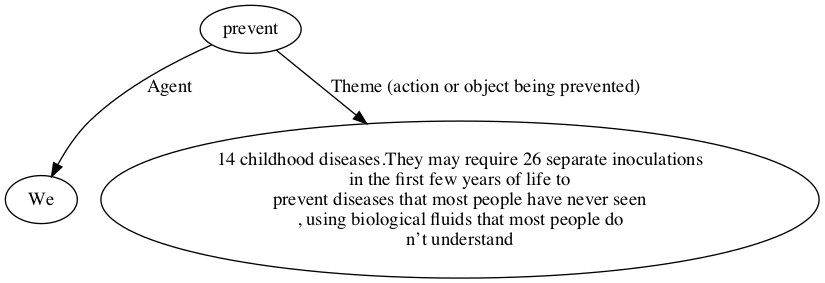 prevent
Agent
Theme (action or object being prevented)
14 childhood diseases.They may require 26 separate inoculations
in the first few years of life to
prevent diseases that most people have never seen
, using biological fluids that most people do
n't understand
We